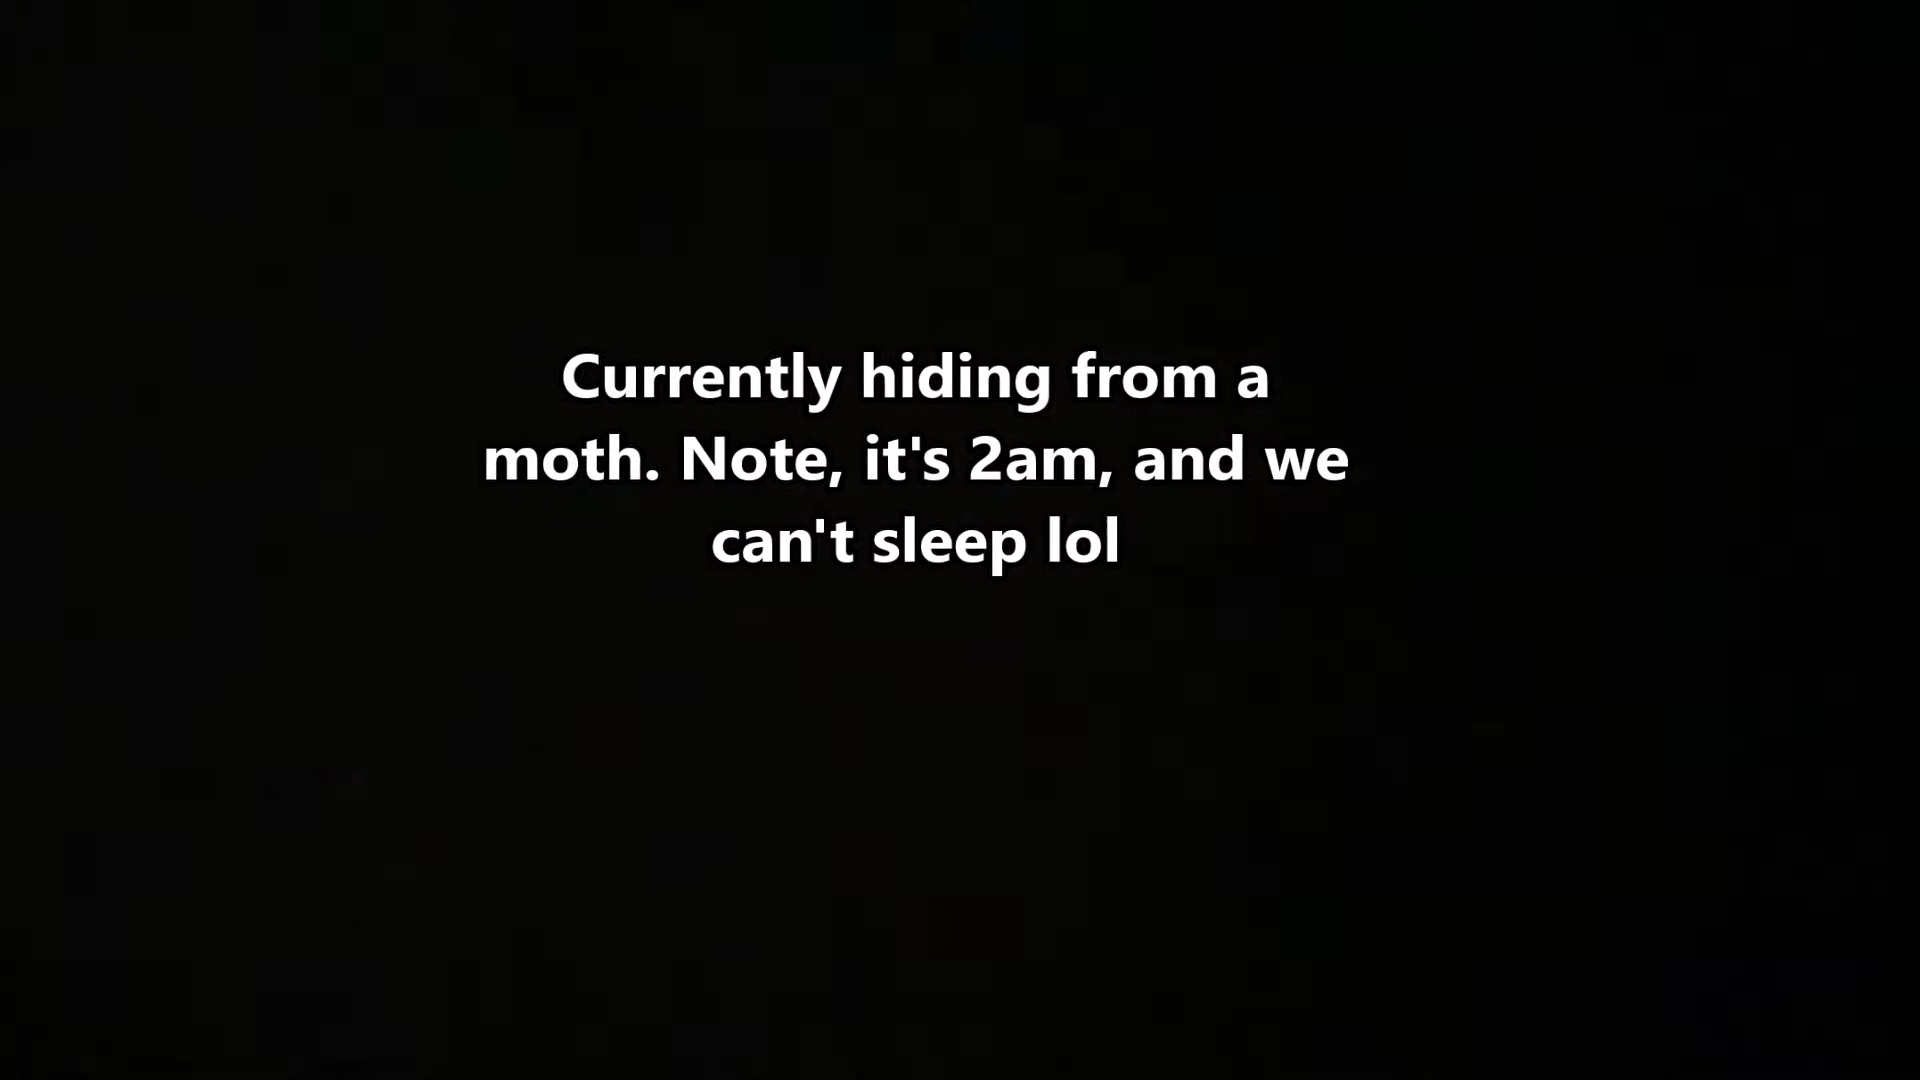 Currently hiding from a
moth. Note, it's 2am, and we
can't sleep lol